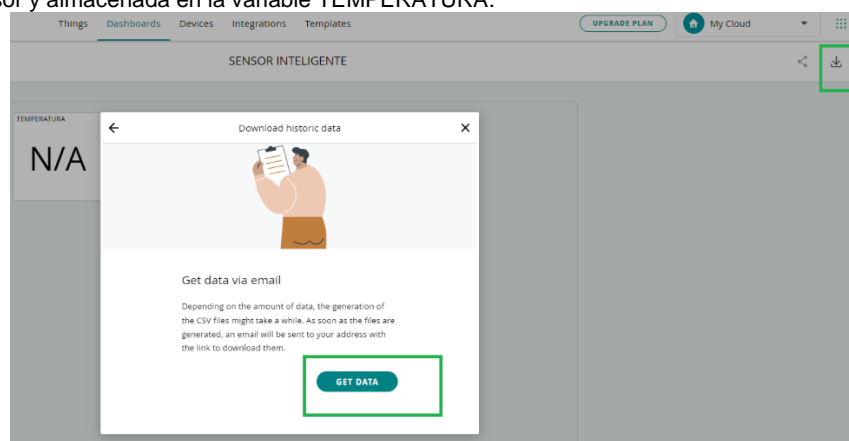 sor y almacenada en la variable TEMPERATURA.
Things Dashboards Devices Integrations Templates UPGRADE PLAN My Cloud
SENSOR INTELIGENTE
TEMPERATURA
N/A
Download historic data
Get data via email
Depending on the amount of data, the generation of
the CSV files might take a while. As soon as the files are
generated, an email will be sent to your address with
the link to download them.
GET DATA